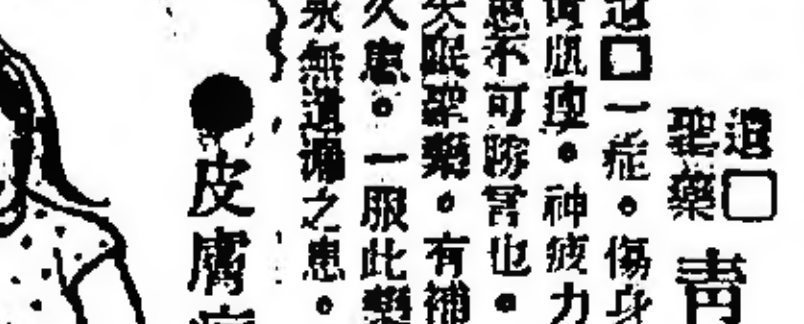 遺□
聖藥
青
遺□一症。傷身
肌瘦。神疲力
患不可勝言也。
失眠聖藥。有補
久患。一服此藥
永無遺漏之患。
●皮膚